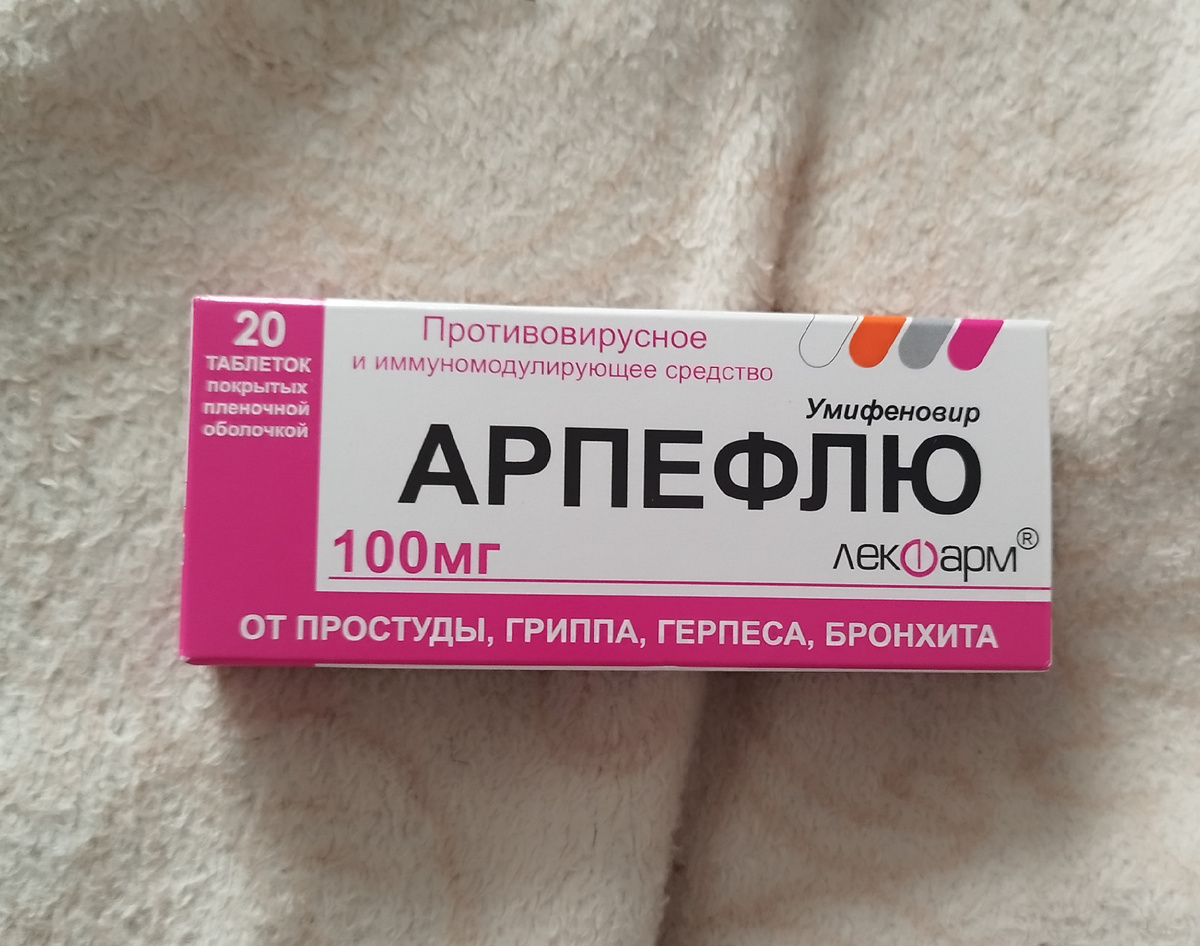 20
ТАБЛЕТОК
покрытых
пленочной
оболочкой
Противовирусное
и иммуномодулирующее средство
Умифеновир
АРПЕФЛЮ
100мг
лекфарм®
ОТ ПРОСТУДЫ, ГРИППА, ГЕРПЕСА, БРОНХИТА